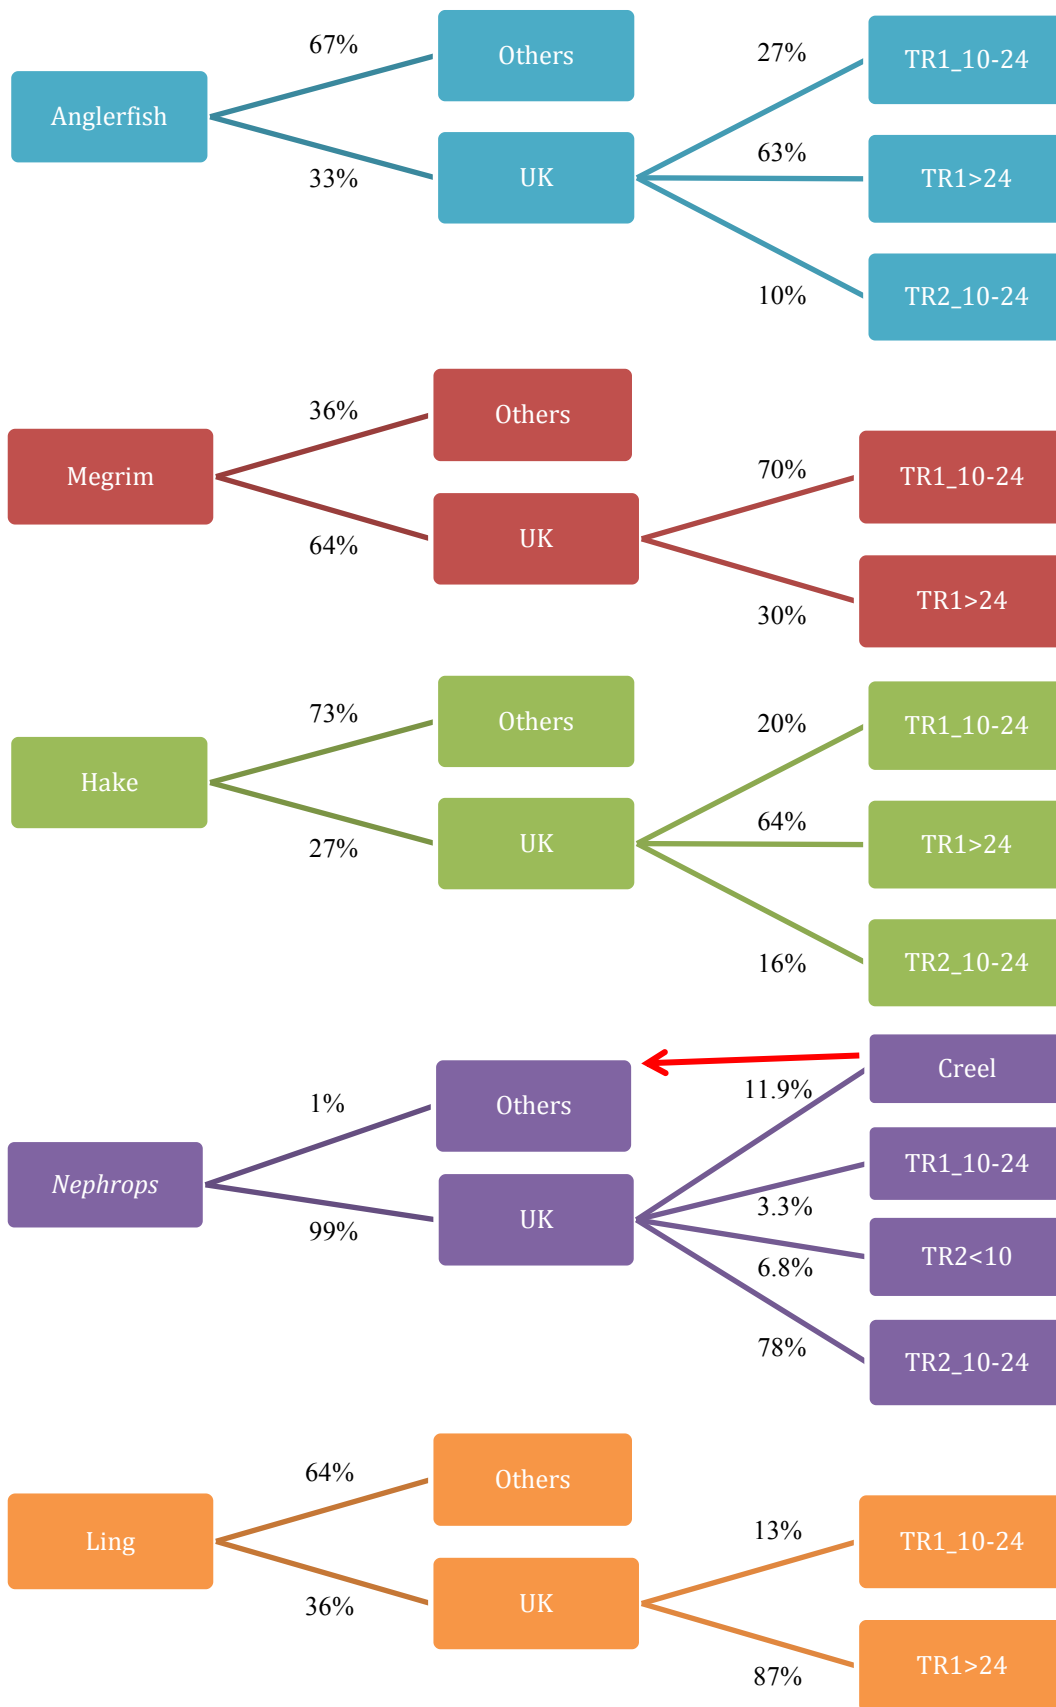 67%
Others
27%
TR1_10-24
Anglerfish
63%
TR1>24
33%
UK
10%
TR2_10-24
36%
Others
Megrim
70%
TR1_10-24
64%
UK
30%
TR1>24
73%
Others
20%
TR1_10-24
Hake
64%
TR1>24
27%
UK
16%
TR2_10-24
1%
Others
11.9%
Creel
Nephrops
TR1_10-24
99%
UK
3.3%
TR2<10
6.8%
78%
TR2_10-24
64%
Others
Ling
13%
TR1_10-24
36%
UK
87%
TR1>24